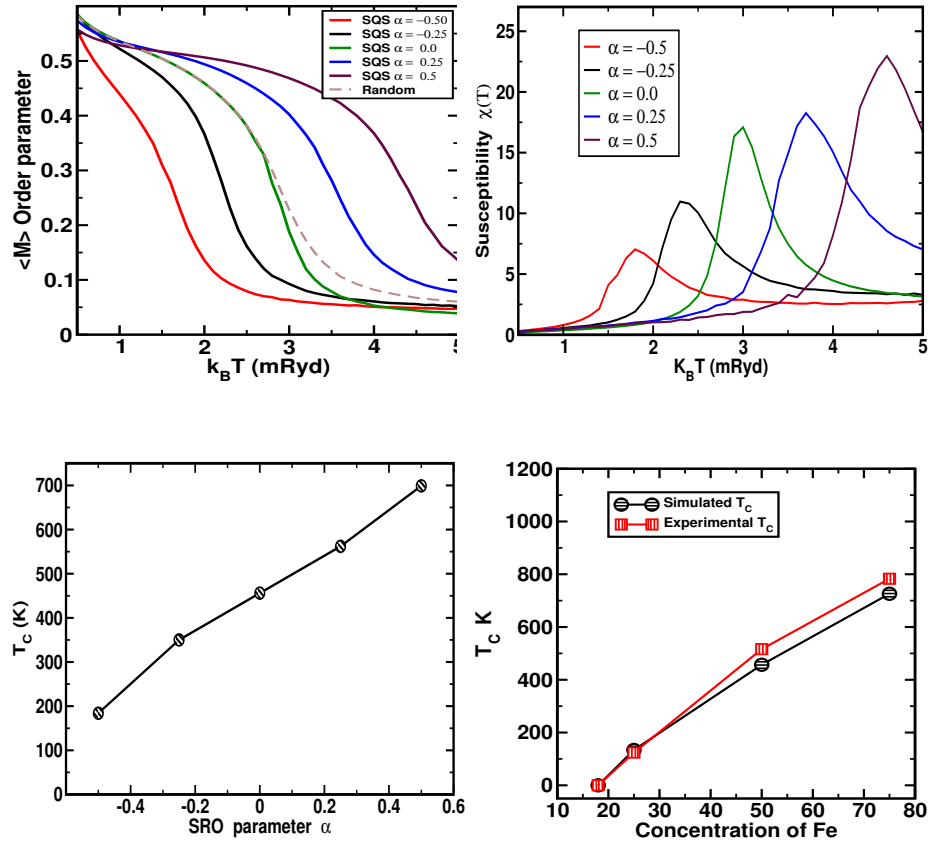 SQS α = −0.50
SQS α = −0.25
SQS α = 0.0
SQS α = 0.25
SQS α = 0.5
Random
<M> Order parameter
0.5
0.4
0.3
0.2
0.1
0
1 2 3 4 5
k_B T (mRyd)
α = −0.5
α = −0.25
α = 0.0
α = 0.25
α = 0.5
Susceptibility χ(T)
25
20
15
10
5
0
1 2 3 4 5
K_B T (mRyd)
T_C (K)
700
600
500
400
300
200
100
0
-0.4 -0.2 0 0.2 0.4 0.6
SRO parameter α
Simulated T_C
Experimental T_C
T_C K
1200
1000
800
600
400
200
0
10 20 30 40 50 60 70 80
Concentration of Fe